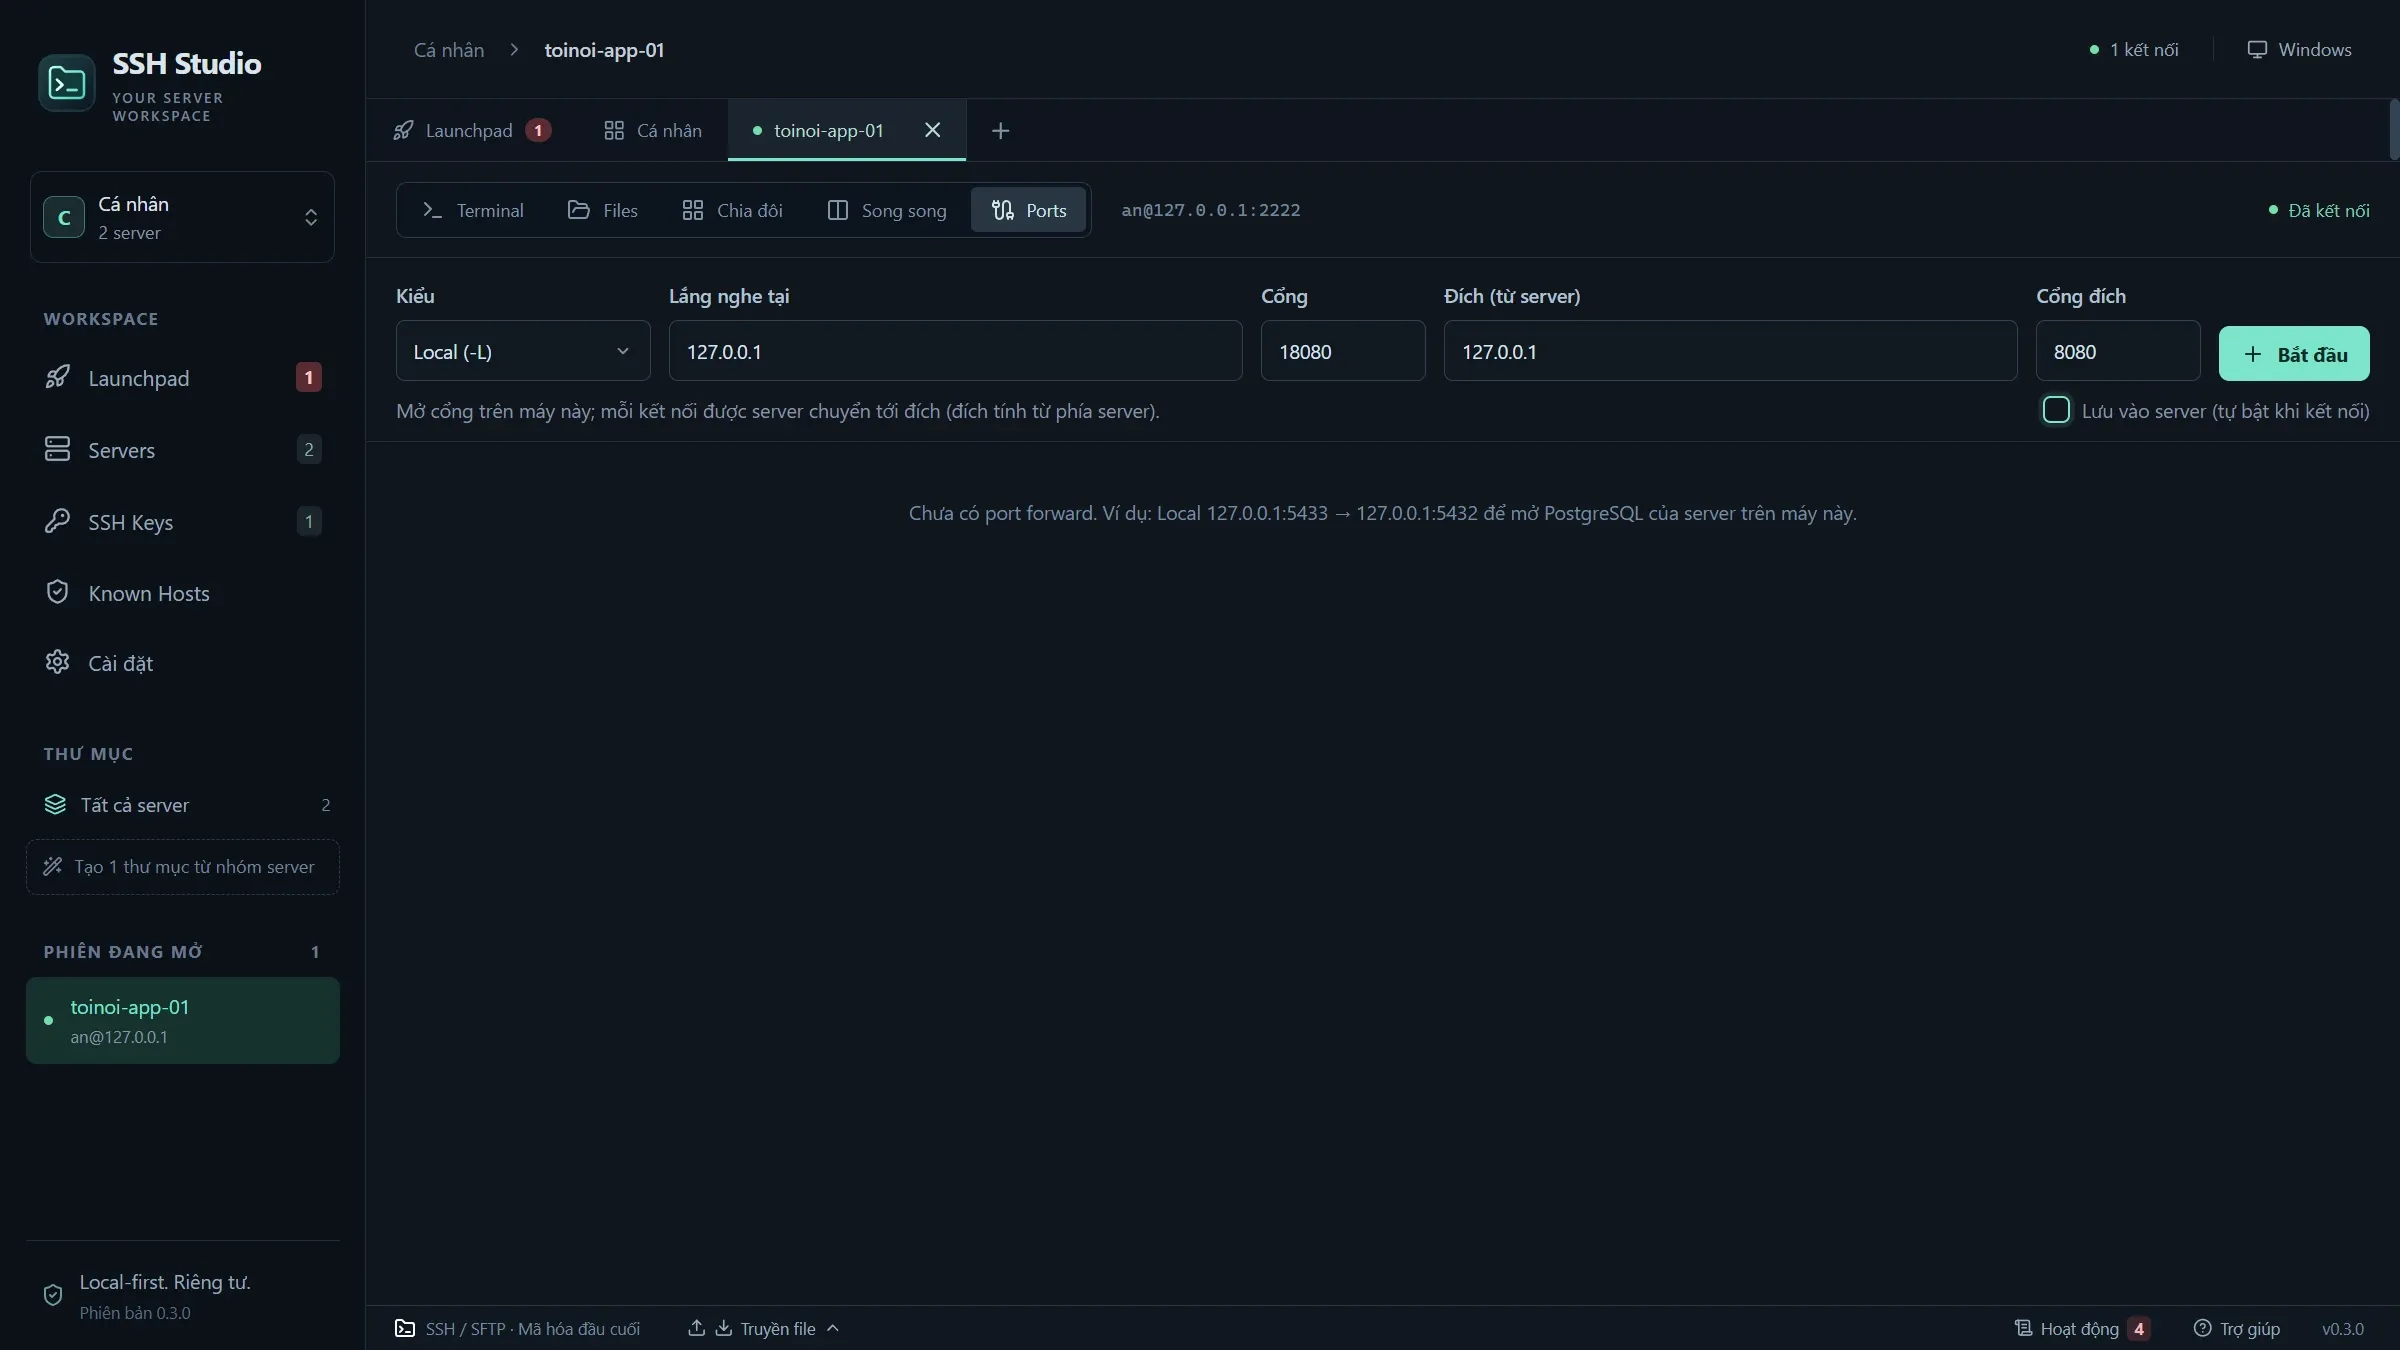 SSH Studio
YOUR SERVER
WORKSPACE
C
Cá nhân
2 server
WORKSPACE
Launchpad 1
Servers 2
SSH Keys 1
Known Hosts
Cài đặt
THƯ MỤC
Tất cả server 2
Tạo 1 thư mục từ nhóm server
PHIÊN ĐANG MỞ 1
toinoi-app-01
an@127.0.0.1
Local-first. Riêng tư.
Phiên bản 0.3.0
Cá nhân > toinoi-app-01
1 kết nối
Windows
Launchpad 1
Cá nhân
toinoi-app-01
Terminal
Files
Chia đôi
Song song
Ports
an@127.0.0.1:2222
Đã kết nối
Kiểu
Lắng nghe tại
Cổng
Đích (từ server)
Cổng đích
Local (-L)
127.0.0.1
18080
127.0.0.1
8080
Bắt đầu
Mở cổng trên máy này; mỗi kết nối được server chuyển tới đích (đích tính từ phía server).
Lưu vào server (tự bật khi kết nối)
Chưa có port forward. Ví dụ: Local 127.0.0.1:5433 → 127.0.0.1:5432 để mở PostgreSQL của server trên máy này.
SSH / SFTP · Mã hóa đầu cuối
Truyền file
Hoạt động 4
Trợ giúp
v0.3.0